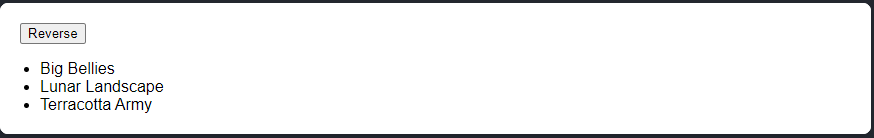 Reverse
Big Bellies
Lunar Landscape
Terracotta Army